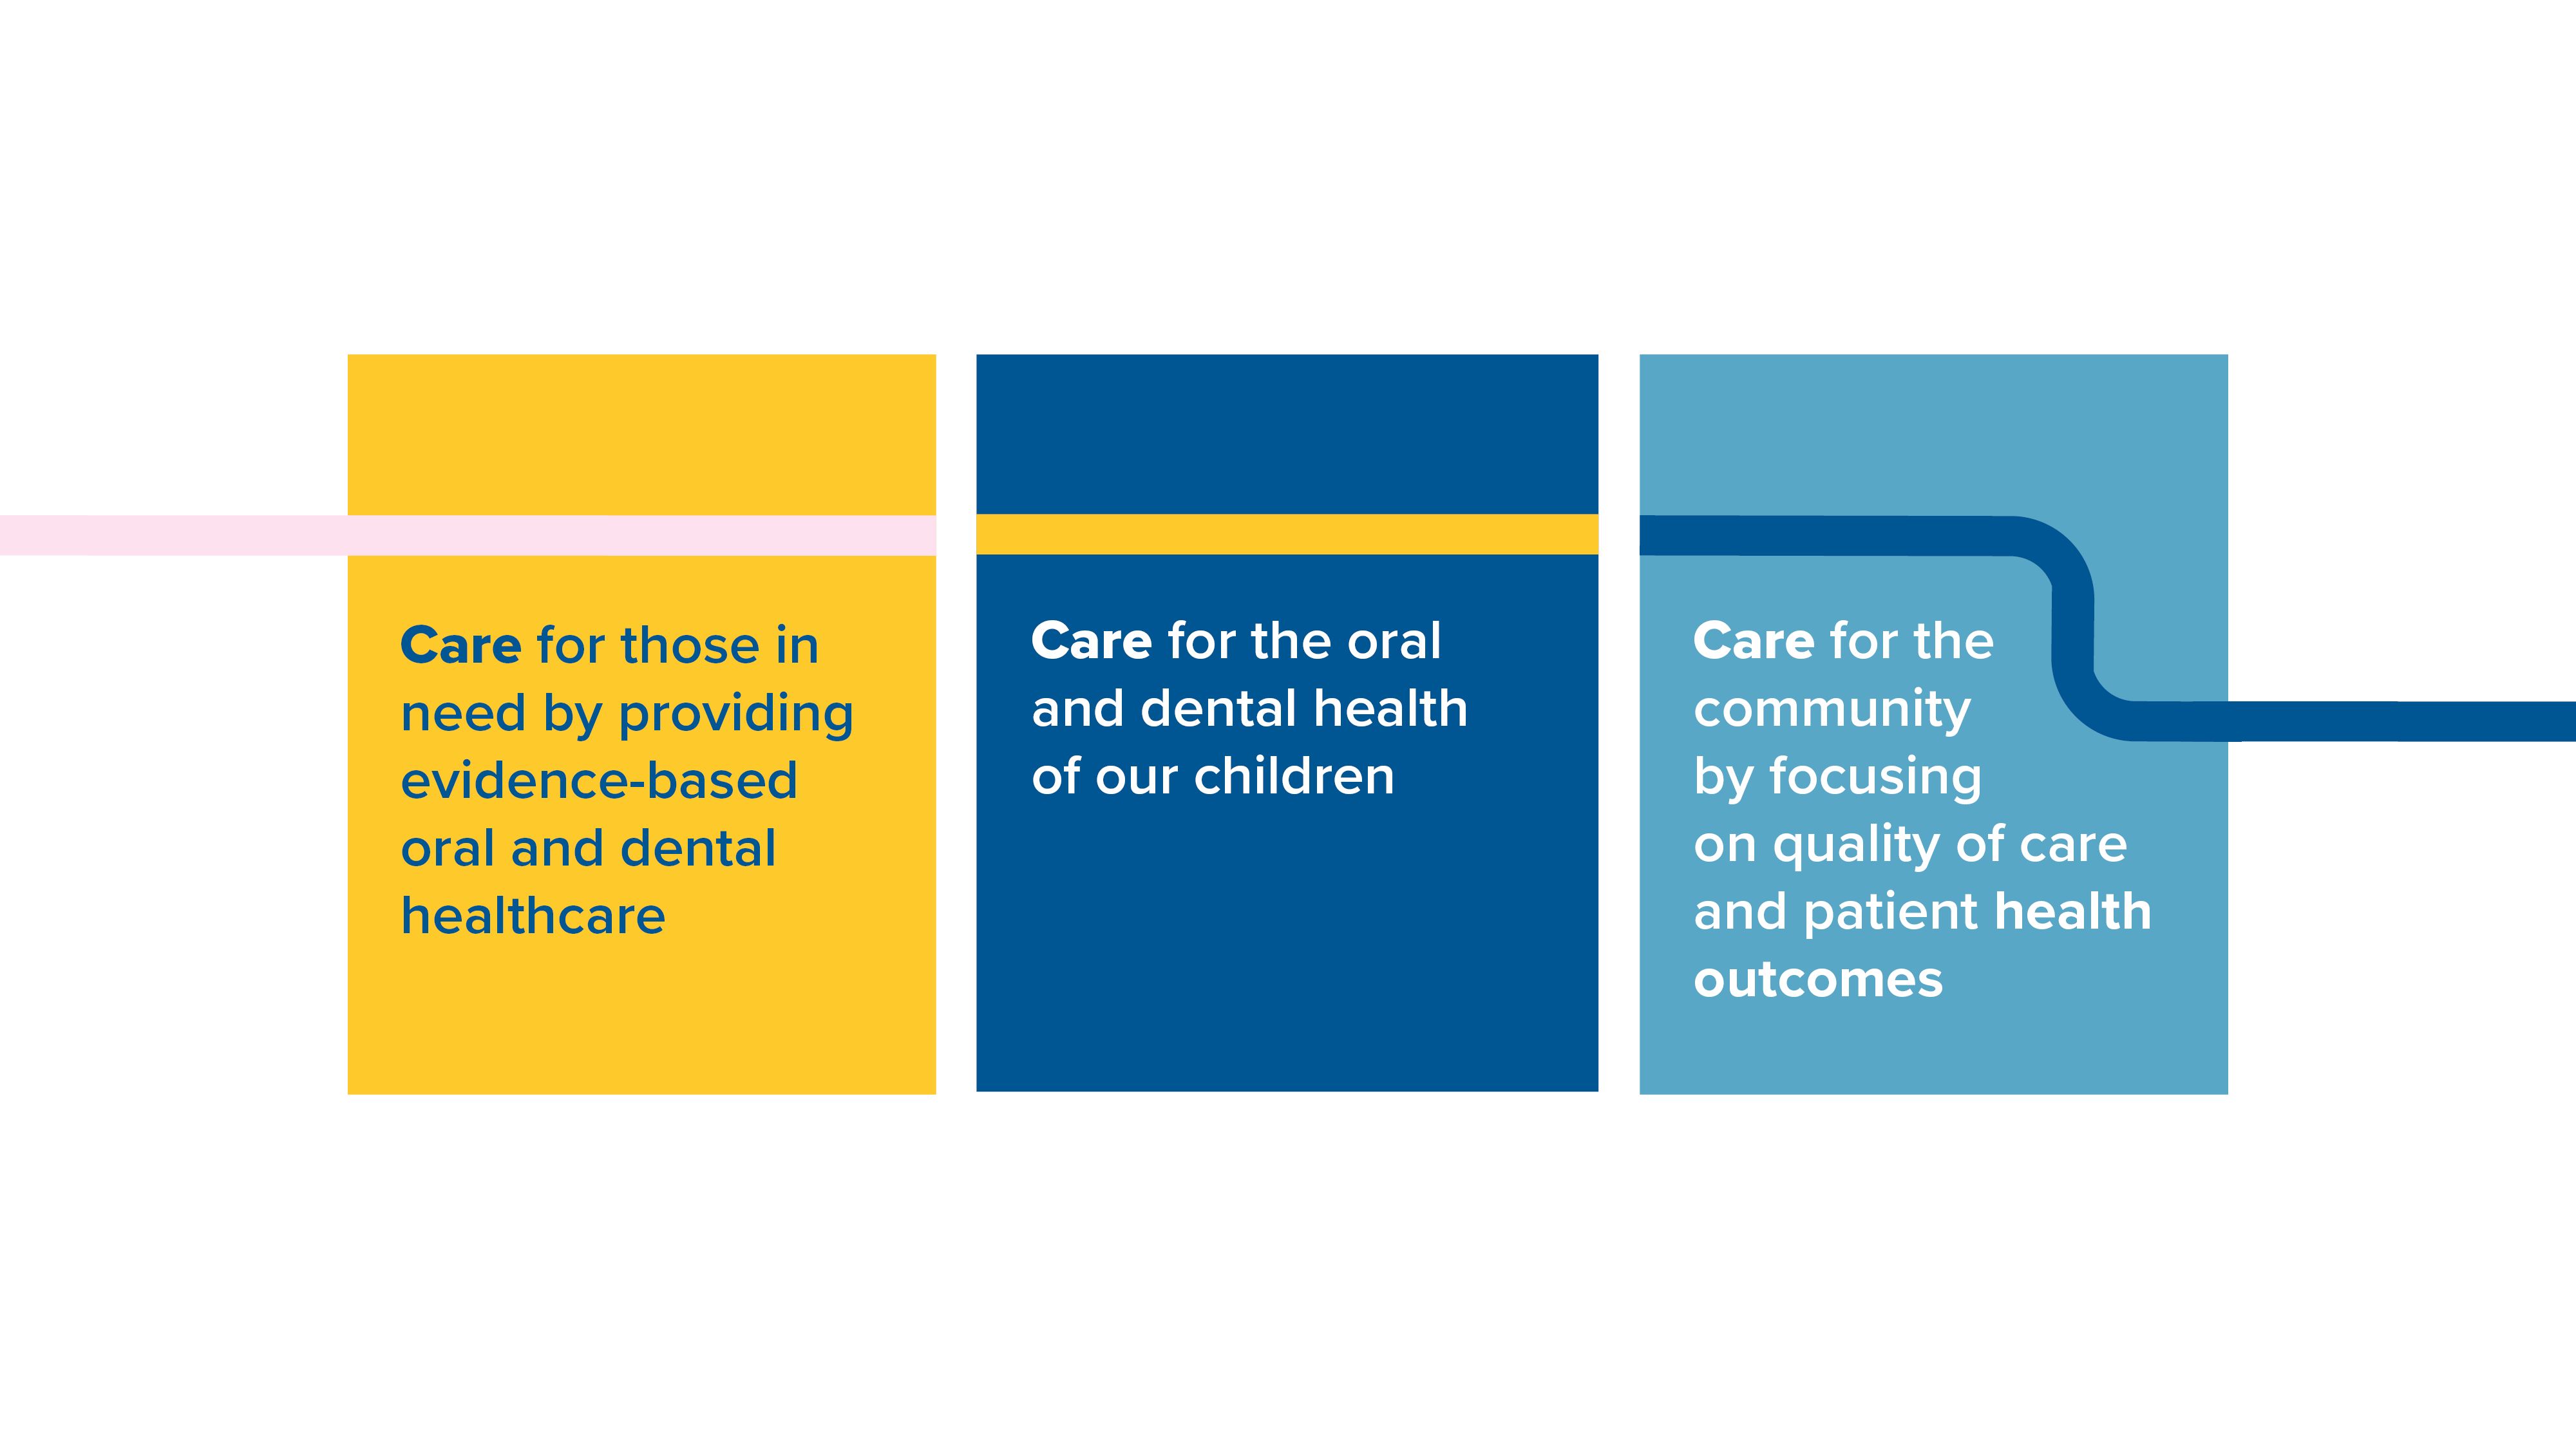 Care for those in
need by providing
evidence-based
oral and dental
healthcare
Care for the oral
and dental health
of our children
Care for the
community
by focusing
on quality of care
and patient health
outcomes